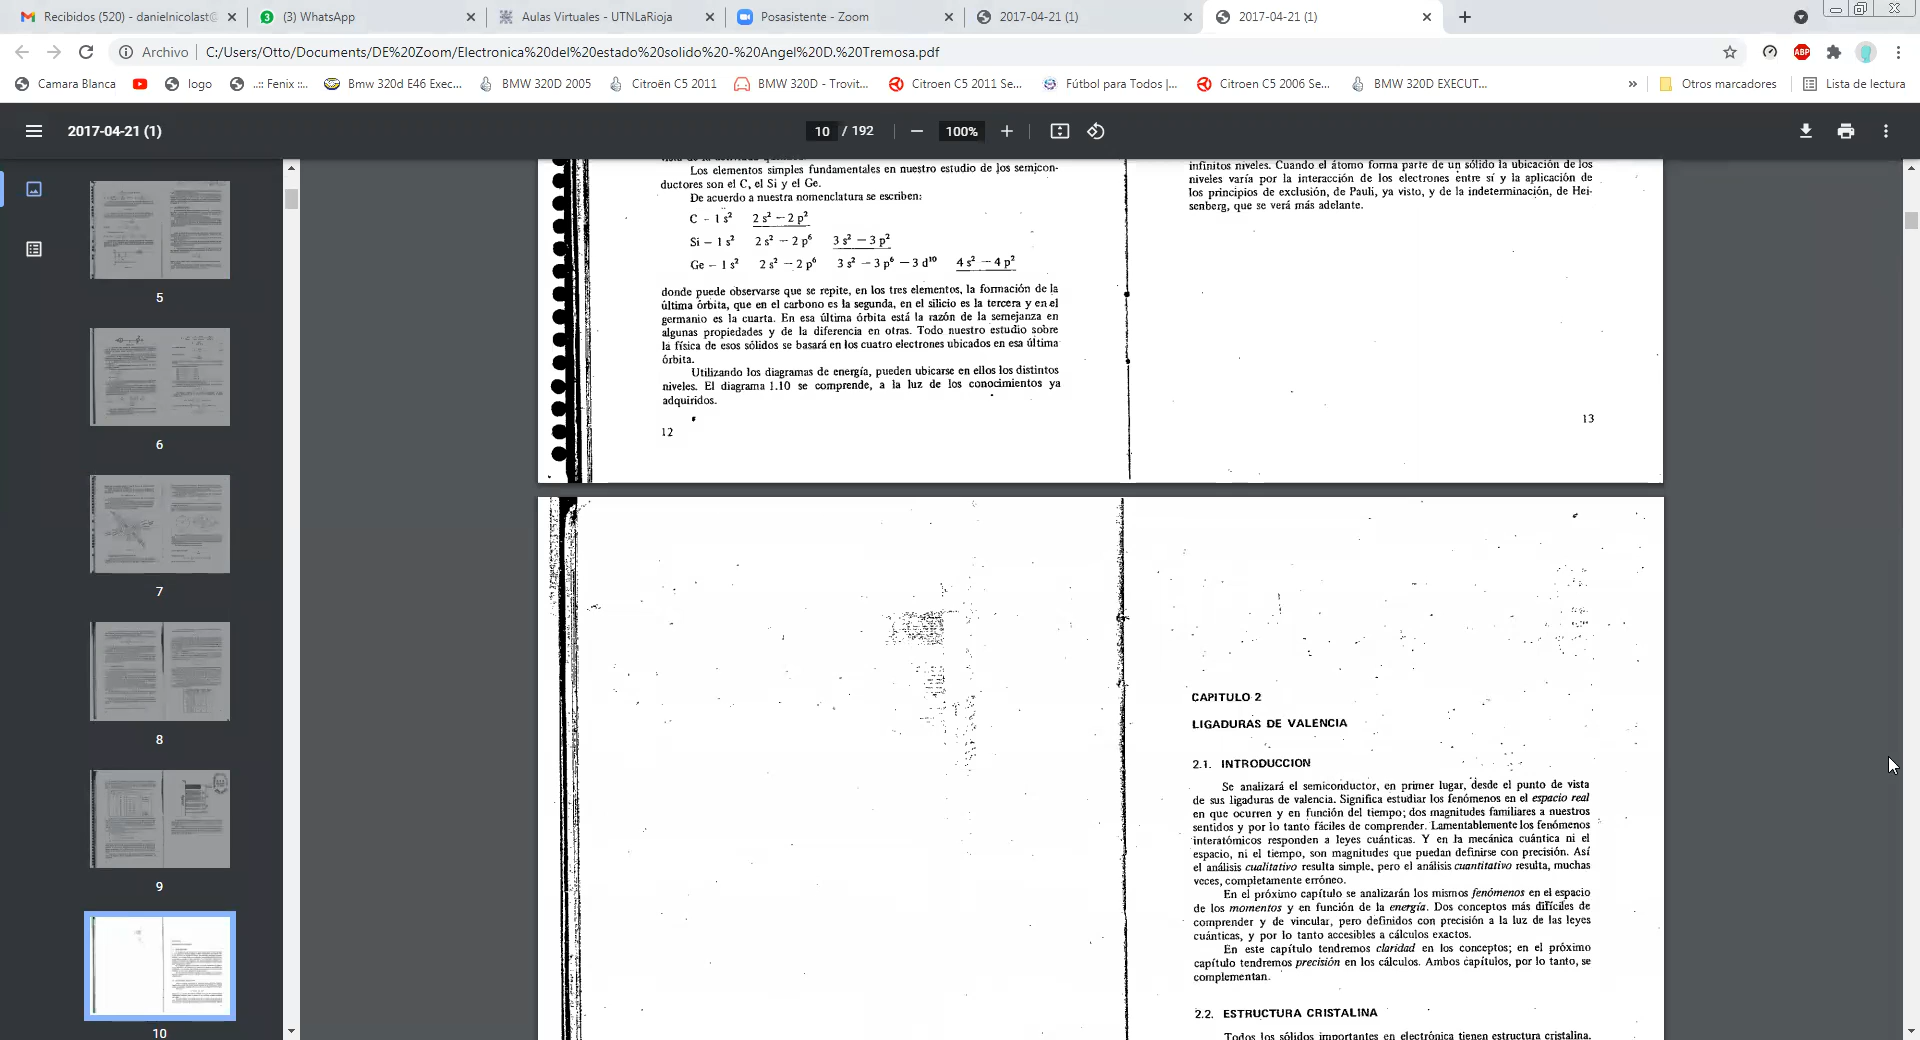 Recibidos (520) - danielnicolast@
(3) WhatsApp
Aulas Virtuales - UTNLaRioja
Posasistente - Zoom
2017-04-21 (1)
2017-04-21 (1)
Archivo
C:/Users/Otto/Documents/DE%20Zoom/Electronica%20del%20estado%20solido%20-%20Angel%20D.%20Tremosa.pdf
ABP
Camara Blanca
logo
..:: Fenix ::..
Bmw 320d E46 Exec...
BMW 320D 2005
Citroën C5 2011
BMW 320D - Trovit...
Citroen C5 2011 Se...
Fútbol para Todos |...
Citroen C5 2006 Se...
BMW 320D EXECUT...
»
Otros marcadores
Lista de lectura
2017-04-21 (1)
10 / 192
100%
5
6
7
8
9
10
Los elementos simples fundamentales en nuestro estudio de los semicon-
ductores son el C, el Si y el Ge.
De acuerdo a nuestra nomenclatura se escriben:
C – 1 s² 2 s² – 2 p²
Si – 1 s² 2 s² – 2 p⁶ 3 s² – 3 p²
Ge – 1 s² 2 s² – 2 p⁶ 3 s² – 3 p⁶ – 3 d¹⁰ 4 s² – 4 p²
donde puede observarse que se repite, en los tres elementos, la formación de la
última órbita, que en el carbono es la segunda, en el silicio es la tercera y en el
germanio es la cuarta. En esa última órbita está la razón de la semejanza en
algunas propiedades y de la diferencia en otras. Todo nuestro estudio sobre
la física de esos sólidos se basará en los cuatro electrones ubicados en esa última
órbita.
Utilizando los diagramas de energía, pueden ubicarse en ellos los distintos
niveles. El diagrama 1.10 se comprende, a la luz de los conocimientos ya
adquiridos.
12
infinitos niveles. Cuando el átomo forma parte de un sólido la ubicación de los
niveles varía por la interacción de los electrones entre sí y la aplicación de
los principios de exclusión, de Pauli, ya visto, y de la indeterminación, de Hei-
senberg, que se verá más adelante.
13
CAPITULO 2
LIGADURAS DE VALENCIA
2.1. INTRODUCCION
Se analizará el semiconductor, en primer lugar, desde el punto de vista
de sus ligaduras de valencia. Significa estudiar los fenómenos en el espacio real
en que ocurren y en función del tiempo; dos magnitudes familiares a nuestros
sentidos y por lo tanto fáciles de comprender. Lamentablemente los fenómenos
interatómicos responden a leyes cuánticas. Y en la mecánica cuántica ni el
espacio, ni el tiempo, son magnitudes que puedan definirse con precisión. Así
el análisis cualitativo resulta simple, pero el análisis cuantitativo resulta, muchas
veces, completamente erróneo.
En el próximo capítulo se analizarán los mismos fenómenos en el espacio
de los momentos y en función de la energía. Dos conceptos más difíciles de
comprender y de vincular, pero definidos con precisión a la luz de las leyes
cuánticas, y por lo tanto accesibles a cálculos exactos.
En este capítulo tendremos claridad en los conceptos; en el próximo
capítulo tendremos precisión en los cálculos. Ambos capítulos, por lo tanto, se
complementan.
2.2. ESTRUCTURA CRISTALINA
Todos los sólidos importantes en electrónica tienen estructura cristalina.